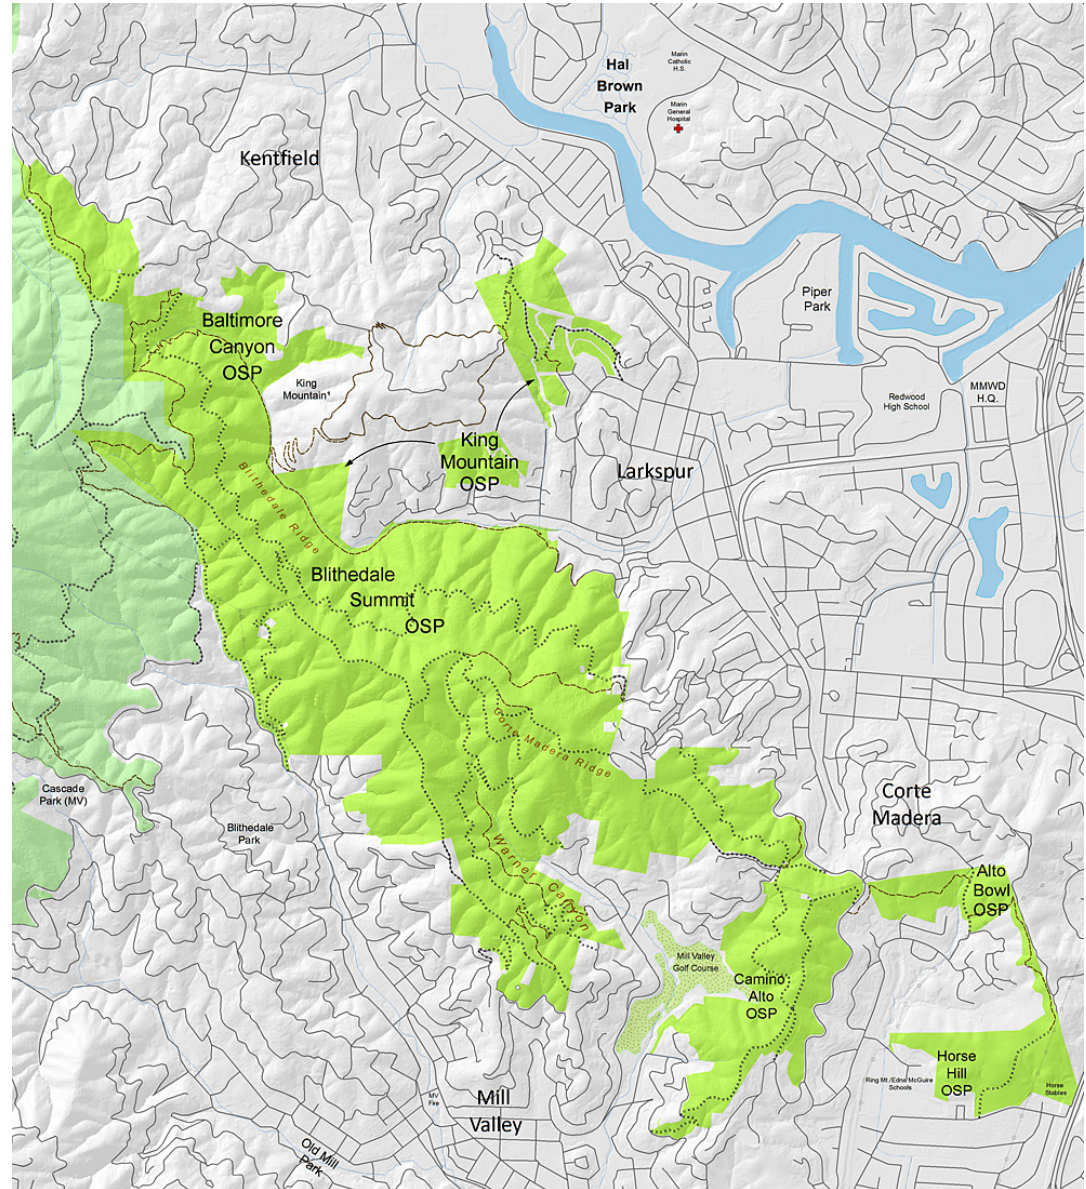 Marin
Catholic
H.S.
Hal
Brown
Park
Marin
General
Hospital
Kentfield
Piper
Park
Baltimore
Canyon
OSP
King
Mountain¹
Redwood
High School
MMWD
H.Q.
King
Mountain
OSP
Larkspur
Blithedale Ridge
Blithedale
Summit
OSP
Corte Madera Ridge
Cascade
Park (MV)
Corte
Madera
Blithedale
Park
Warner Canyon
Alto
Bowl
OSP
Mill Valley
Golf Course
Camino
Alto
OSP
Horse
Hill
OSP
Ring Mt./Edna McGuire
Schools
Horse
Stables
MV
Fire
Mill
Valley
Old Mill
Park